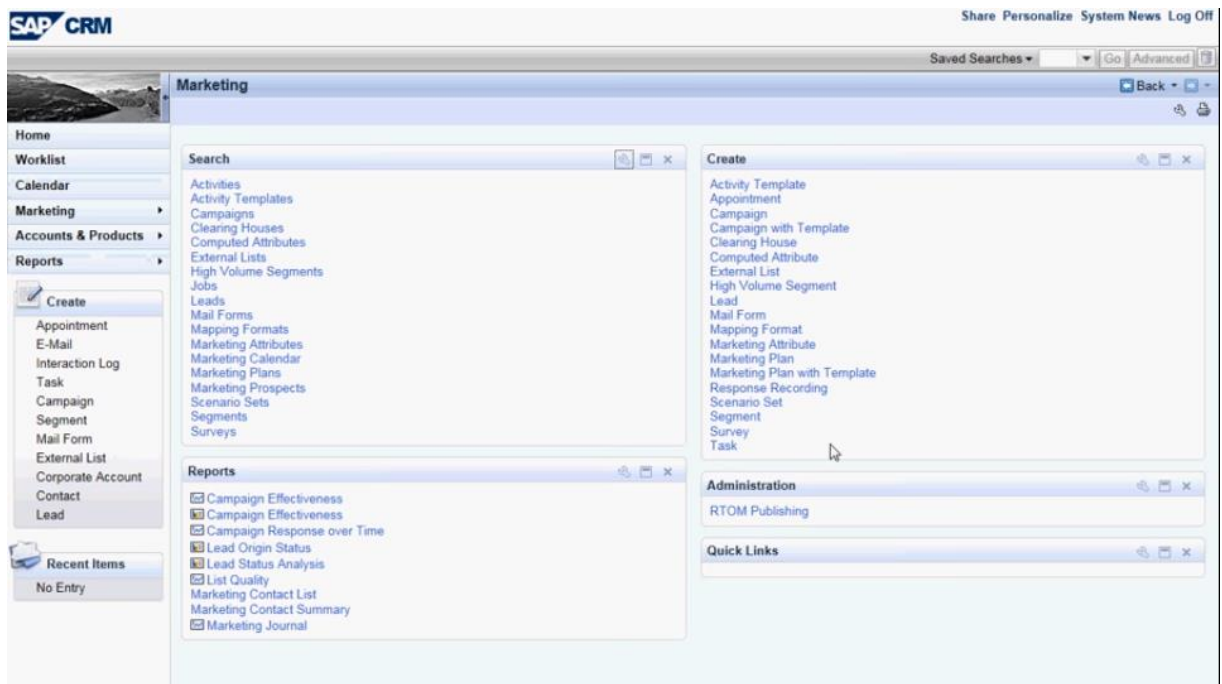 SAP CRM
Share Personalize System News Log Off
Saved Searches Go Advanced
Marketing
Back
Home
Worklist
Calendar
Marketing
Accounts & Products
Reports
Create
Appointment
E-Mail
Interaction Log
Task
Campaign
Segment
Mail Form
External List
Corporate Account
Contact
Lead
Recent Items
No Entry
Search
Activities
Activity Templates
Campaigns
Clearing Houses
Computed Attributes
External Lists
High Volume Segments
Jobs
Leads
Mail Forms
Mapping Formats
Marketing Attributes
Marketing Calendar
Marketing Plans
Marketing Prospects
Scenario Sets
Segments
Surveys
Reports
Campaign Effectiveness
Campaign Effectiveness
Campaign Response over Time
Lead Origin Status
Lead Status Analysis
List Quality
Marketing Contact List
Marketing Contact Summary
Marketing Journal
Create
Activity Template
Appointment
Campaign
Campaign with Template
Clearing House
Computed Attribute
External List
High Volume Segment
Lead
Mail Form
Mapping Format
Marketing Attribute
Marketing Plan
Marketing Plan with Template
Response Recording
Scenario Set
Segment
Survey
Task
Administration
RTOM Publishing
Quick Links